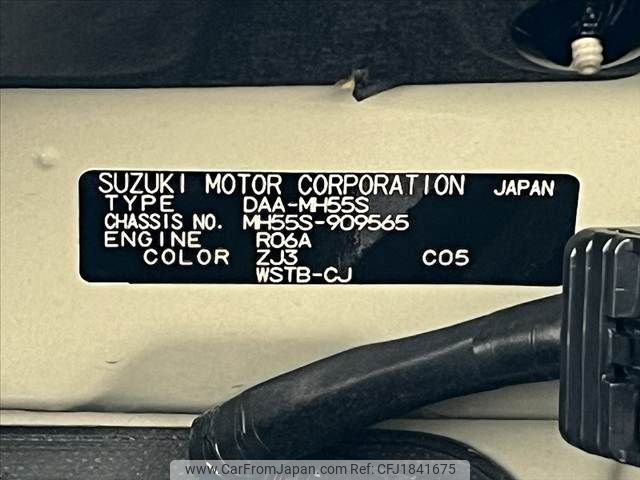 SUZUKI MOTOR CORPORATION JAPAN
TYPE DAA-MH55S
CHASSIS NO. MH55S-909565
ENGINE R06A
COLOR ZJ3 C05
WSTB-CJ
www.CarFromJapan.com Ref: CFJ1841675